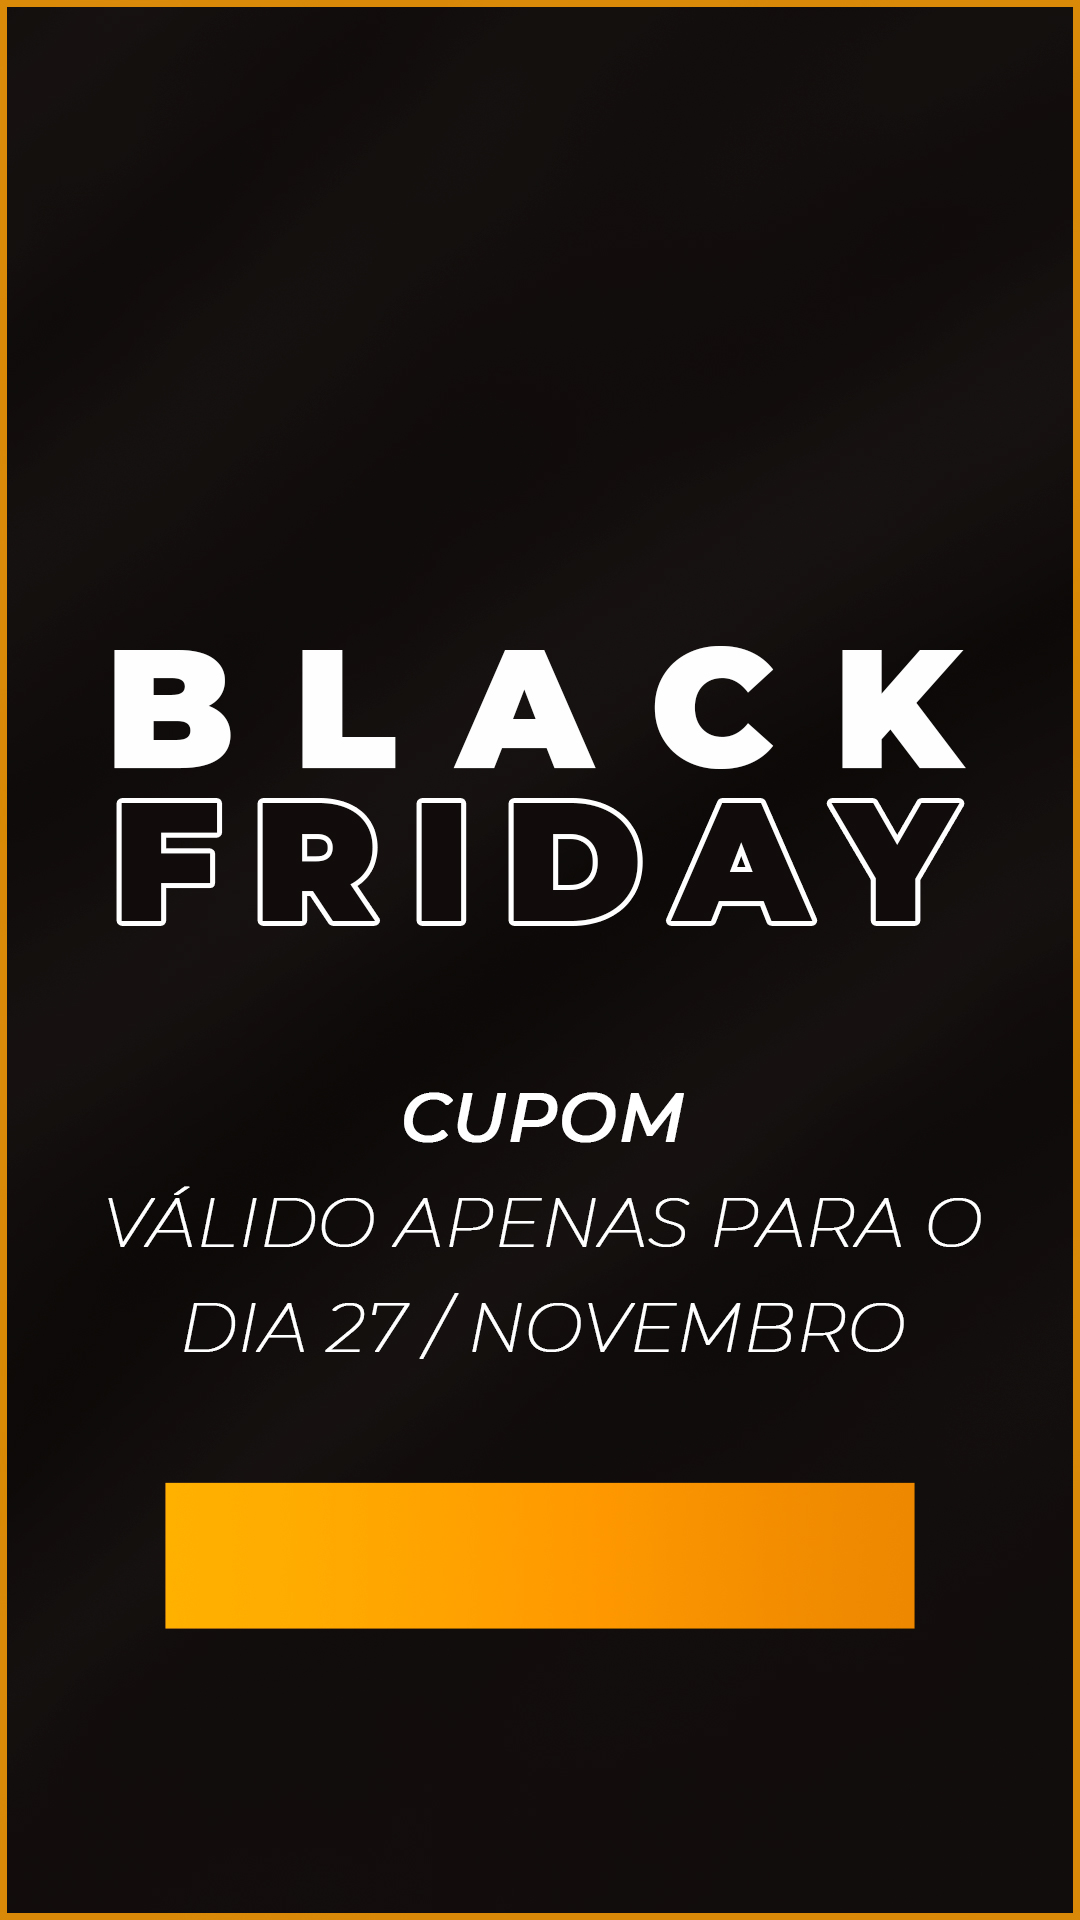 BLACK
FRIDAY
CUPOM
VÁLIDO APENAS PARA O
DIA 27 / NOVEMBRO